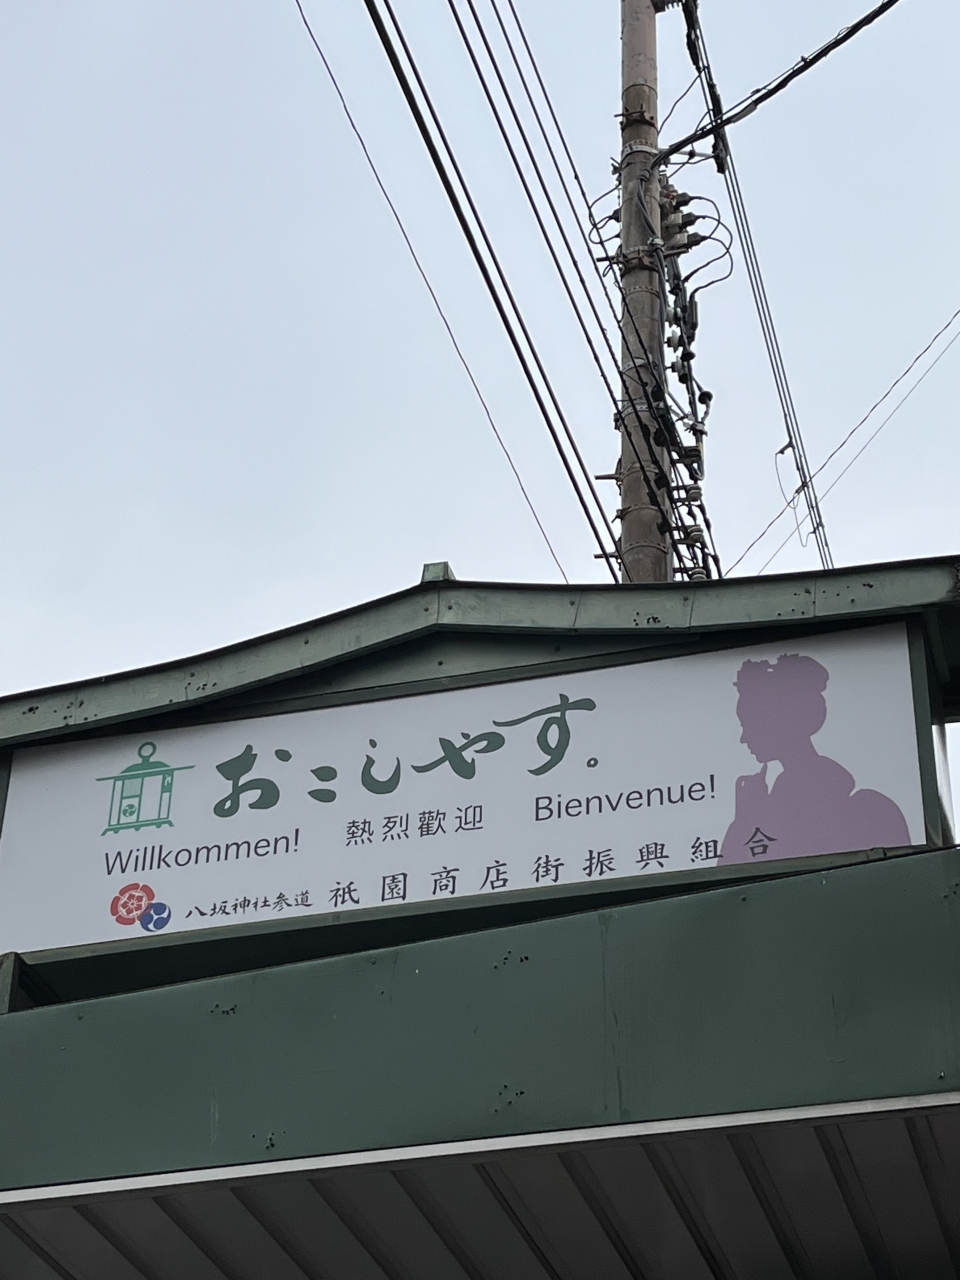 おこしやす。
Willkommen! 熱烈歡迎 Bienvenue!
八坂神社参道 祇園商店街振興組合